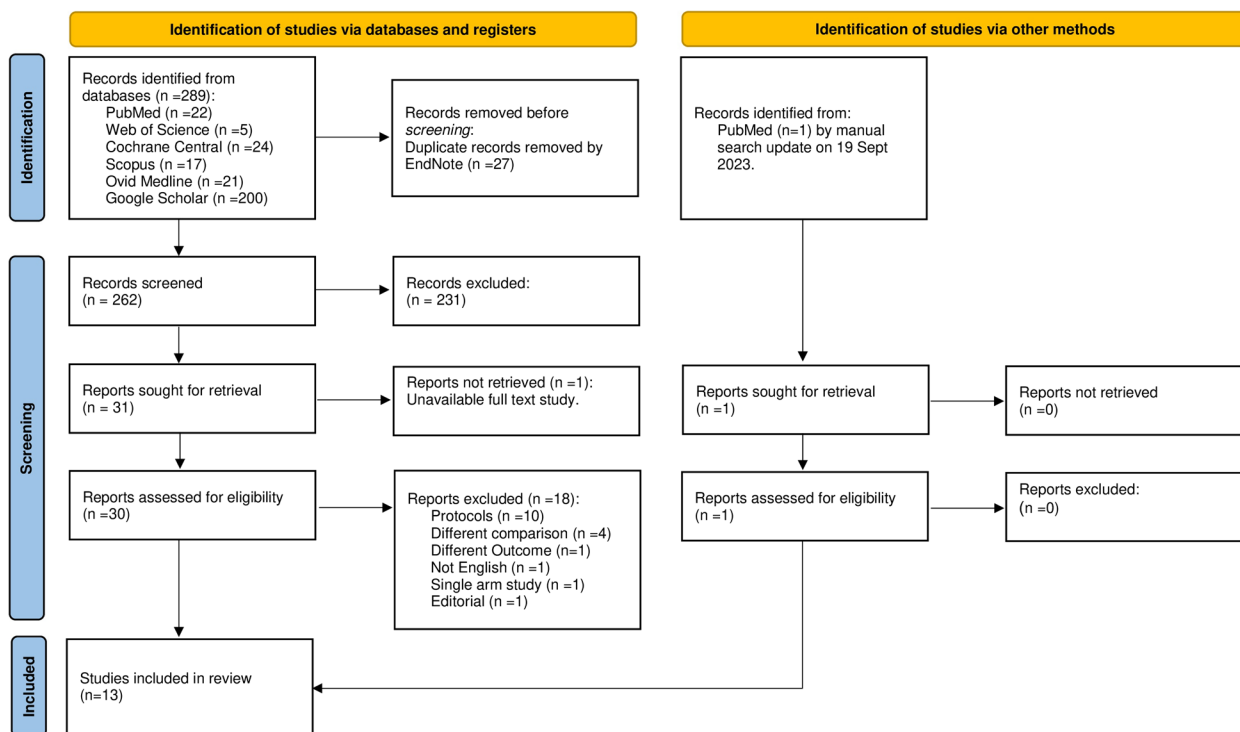 Identification of studies via databases and registers
Identification of studies via other methods
Identification
Records identified from
databases (n =289):
PubMed (n =22)
Web of Science (n =5)
Cochrane Central (n =24)
Scopus (n =17)
Ovid Medline (n =21)
Google Scholar (n =200)
Records removed before
screening:
Duplicate records removed by
EndNote (n =27)
Records identified from:
PubMed (n=1) by manual
search update on 19 Sept
2023.
Screening
Records screened
(n = 262)
Records excluded:
(n = 231)
Reports sought for retrieval
(n = 31)
Reports not retrieved (n =1):
Unavailable full text study.
Reports sought for retrieval
(n =1)
Reports not retrieved
(n =0)
Reports assessed for eligibility
(n =30)
Reports excluded (n =18):
Protocols (n =10)
Different comparison (n =4)
Different Outcome (n=1)
Not English (n =1)
Single arm study (n =1)
Editorial (n =1)
Reports assessed for eligibility
(n =1)
Reports excluded:
(n =0)
Included
Studies included in review
(n=13)